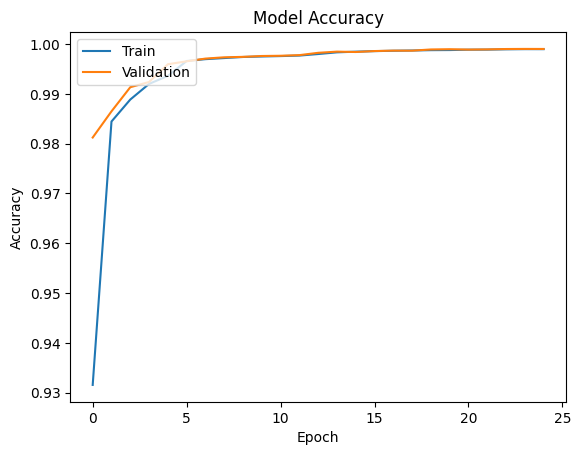 Model Accuracy
Train
Validation
Accuracy
1.00
0.99
0.98
0.97
0.96
0.95
0.94
0.93
0 5 10 15 20 25
Epoch